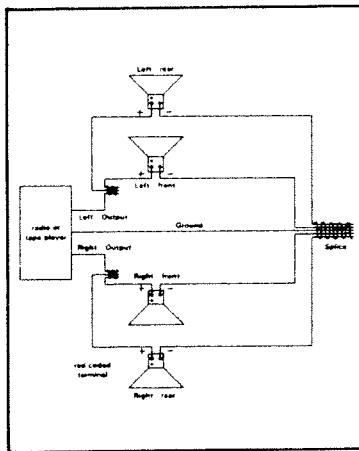 Left rear
+ −
+ −
Left front
Left Output
radio or
tape player
Ground
Splice
Right Output
Right front
+ −
+ −
red coded
terminal
Right rear